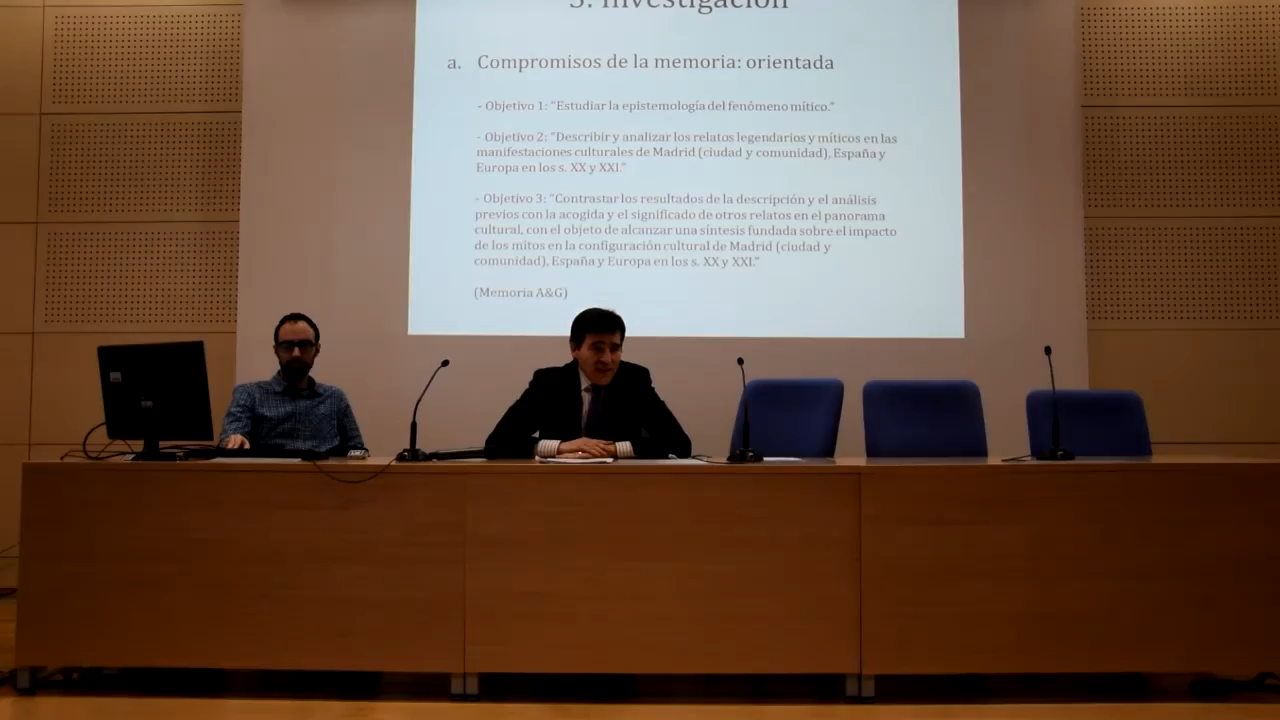 3. Investigación
a. Compromisos de la memoria: orientada
- Objetivo 1: "Estudiar la epistemología del fenómeno mítico."
- Objetivo 2: "Describir y analizar los relatos legendarios y míticos en las
manifestaciones culturales de Madrid (ciudad y comunidad), España y
Europa en los s. XX y XXI."
- Objetivo 3: "Contrastar los resultados de la descripción y el análisis
previos con la acogida y el significado de otros relatos en el panorama
cultural, con el objeto de alcanzar una síntesis fundada sobre el impacto
de los mitos en la configuración cultural de Madrid (ciudad y
comunidad), España y Europa en los s. XX y XXI."
(Memoria A&G)